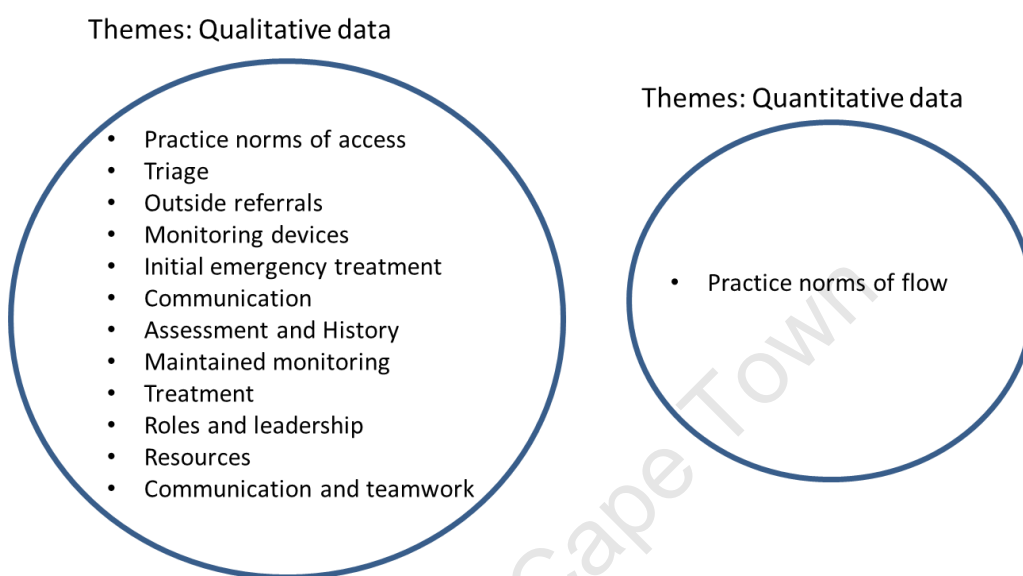 Themes: Qualitative data
• Practice norms of access
• Triage
• Outside referrals
• Monitoring devices
• Initial emergency treatment
• Communication
• Assessment and History
• Maintained monitoring
• Treatment
• Roles and leadership
• Resources
• Communication and teamwork
Themes: Quantitative data
• Practice norms of flow
Cape Town